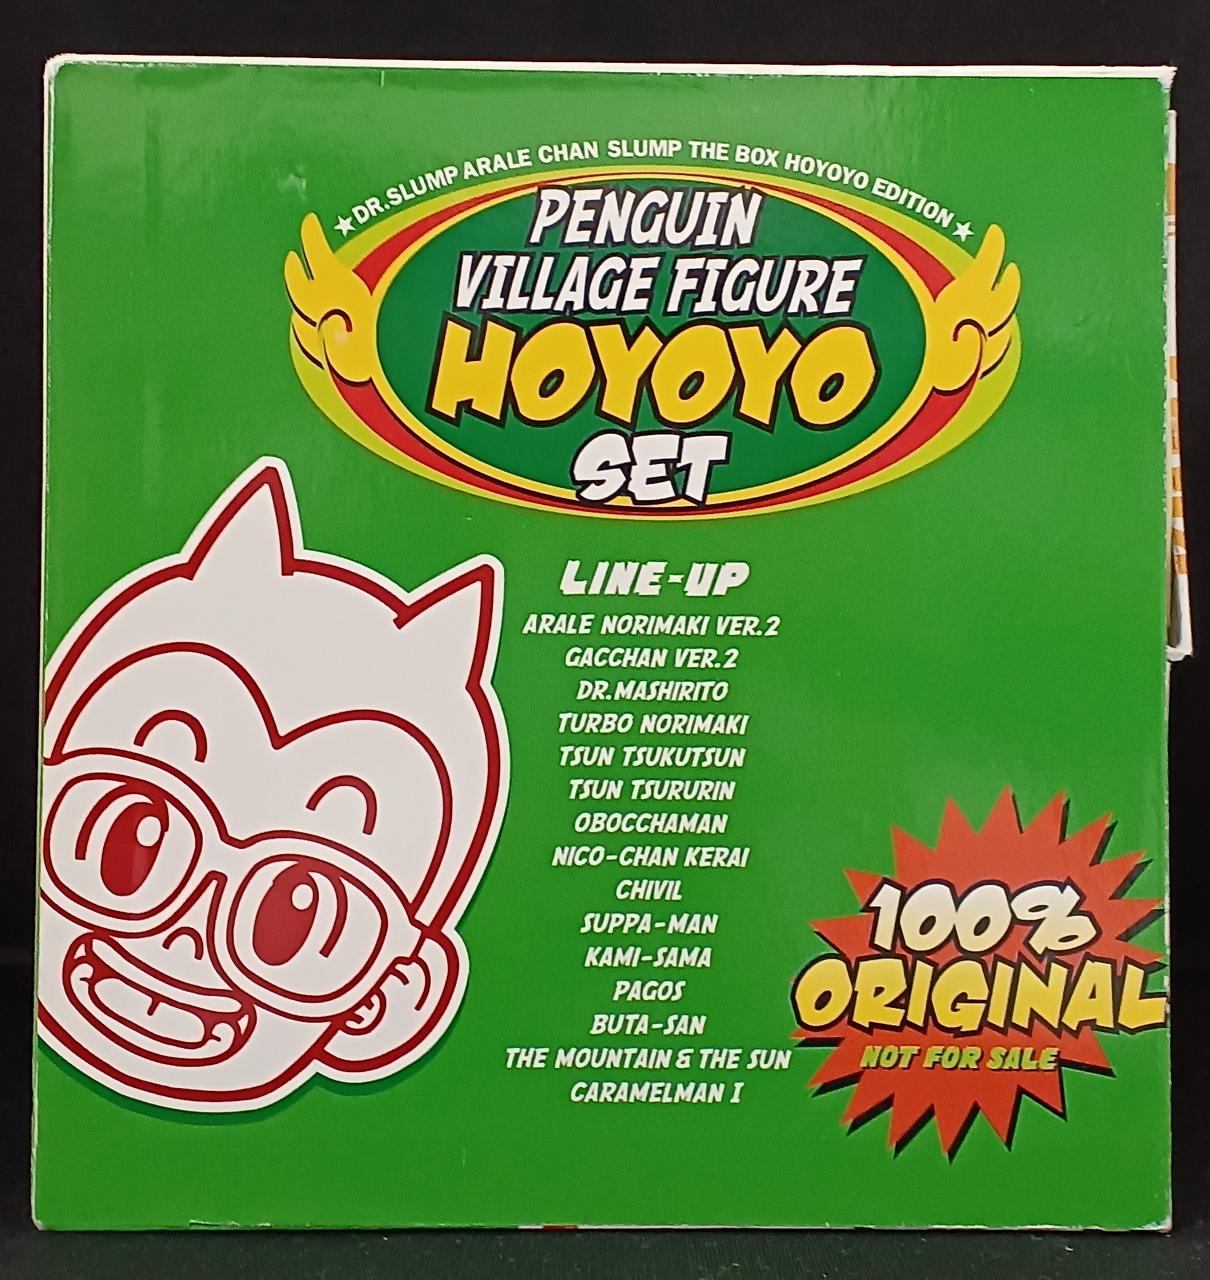 ★DR.SLUMP ARALE CHAN SLUMP THE BOX HOYOYO EDITION★
PENGUIN
VILLAGE FIGURE
HOYOYO
SET
LINE-UP
ARALE NORIMAKI VER.2
GACCHAN VER.2
DR.MASHIRITO
TURBO NORIMAKI
TSUN TSUKUTSUN
TSUN TSURURIN
OBOCCHAMAN
NICO-CHAN KERAI
CHIVIL
SUPPA-MAN
KAMI-SAMA
PAGOS
BUTA-SAN
THE MOUNTAIN & THE SUN
CARAMELMAN I
100%
ORIGINAL
NOT FOR SALE